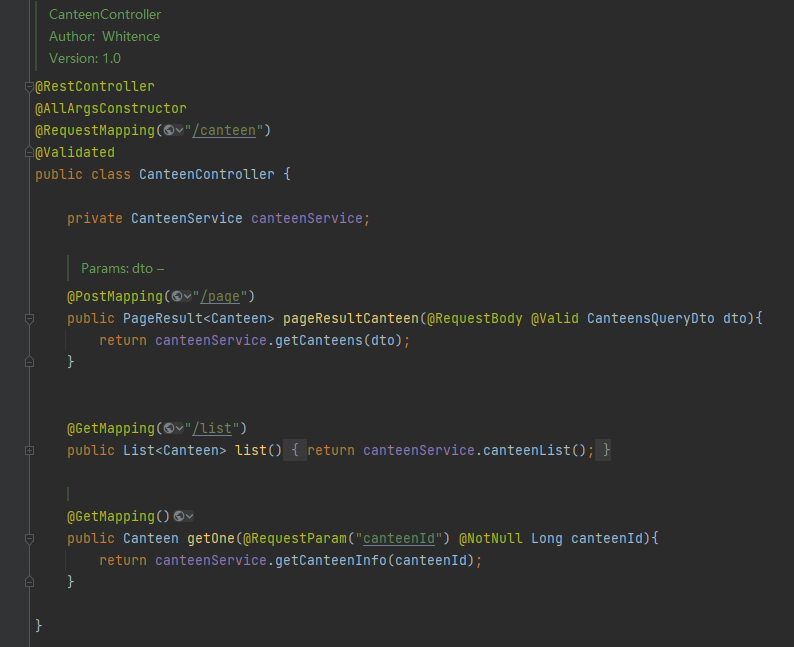 CanteenController
Author: Whitence
Version: 1.0
@RestController
@AllArgsConstructor
@RequestMapping("/canteen")
@Validated
public class CanteenController {
private CanteenService canteenService;
Params: dto –
@PostMapping("/page")
public PageResult<Canteen> pageResultCanteen(@RequestBody @Valid CanteensQueryDto dto){
return canteenService.getCanteens(dto);
}
@GetMapping("/list")
public List<Canteen> list() { return canteenService.canteenList(); }
@GetMapping()
public Canteen getOne(@RequestParam("canteenId") @NotNull Long canteenId){
return canteenService.getCanteenInfo(canteenId);
}
}